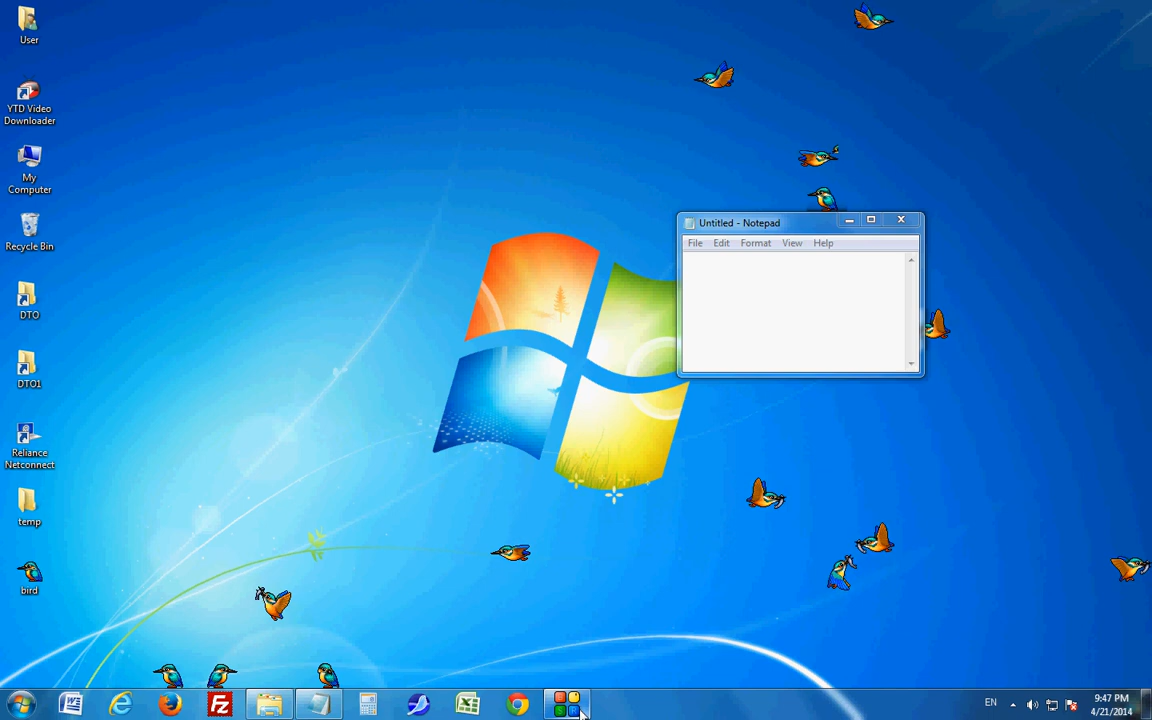 User
YTD Video
Downloader
My
Computer
Recycle Bin
DTO
DTO1
Reliance
Netconnect
temp
bird
Untitled - Notepad
File Edit Format View Help
EN
9:47 PM
4/21/2014